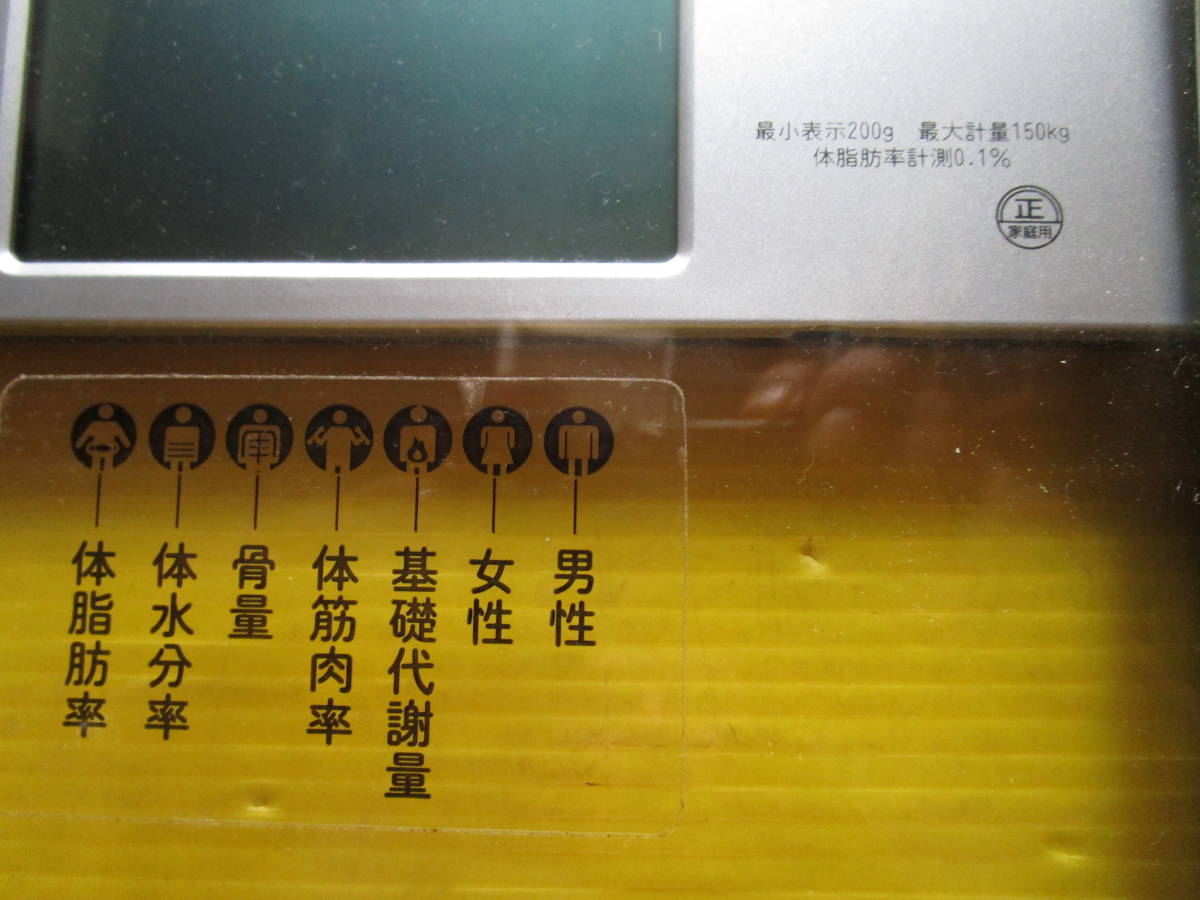 最小表示200g 最大計量150kg
体脂肪率計測0.1%
正
家庭用
男性
女性
基礎代謝量
体筋肉率
骨量
体水分率
体脂肪率